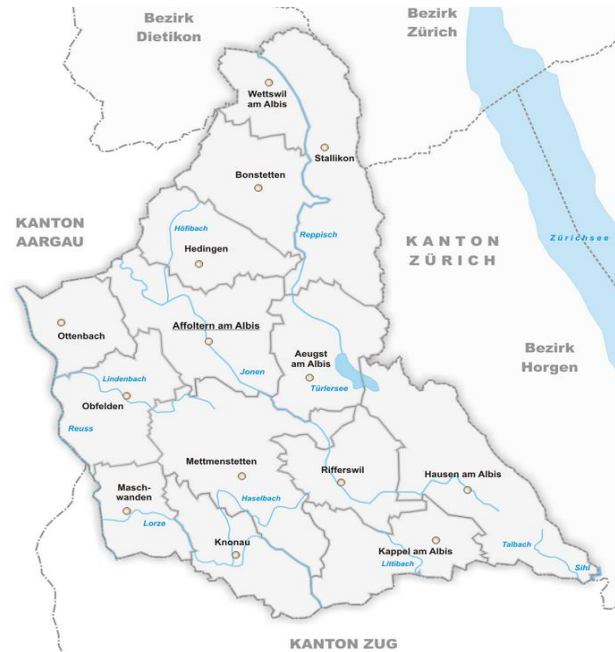 Bezirk
Dietikon
Bezirk
Zürich
Wettswil
am Albis
Stallikon
Bonstetten
KANTON
AARGAU
Höfibach
Reppisch
Zürichsee
Hedingen
KANTON
ZÜRICH
Ottenbach
Affoltern am Albis
Bezirk
Horgen
Aeugst
am Albis
Jonen
Lindenbach
Türlersee
Obfelden
Reuss
Mettmenstetten
Rifferswil
Hausen am Albis
Masch-
wanden
Haselbach
Lorze
Knonau
Kappel am Albis
Littibach
Talbach
Sihl
KANTON ZUG